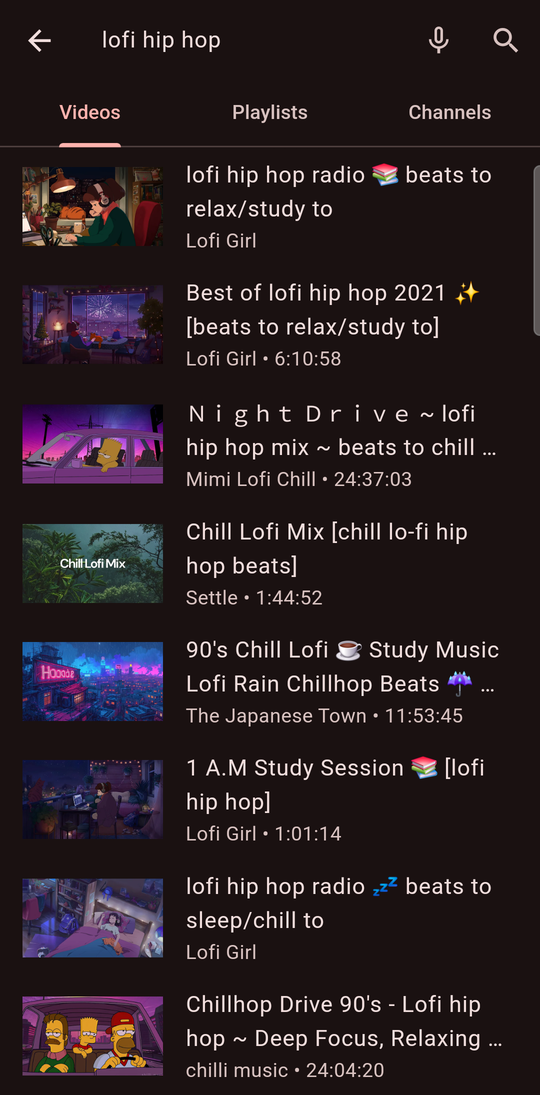 lofi hip hop
Videos
Playlists
Channels
lofi hip hop radio 📚 beats to
relax/study to
Lofi Girl
Best of lofi hip hop 2021 ✨
[beats to relax/study to]
Lofi Girl • 6:10:58
Ｎｉｇｈｔ Ｄｒｉｖｅ ~ lofi
hip hop mix ~ beats to chill ...
Mimi Lofi Chill • 24:37:03
Chill Lofi Mix
Chill Lofi Mix [chill lo-fi hip
hop beats]
Settle • 1:44:52
90's Chill Lofi ☕ Study Music
Lofi Rain Chillhop Beats ☔ ...
The Japanese Town • 11:53:45
1 A.M Study Session 📚 [lofi
hip hop]
Lofi Girl • 1:01:14
lofi hip hop radio 💤 beats to
sleep/chill to
Lofi Girl
Chillhop Drive 90's - Lofi hip
hop ~ Deep Focus, Relaxing ...
chilli music • 24:04:20